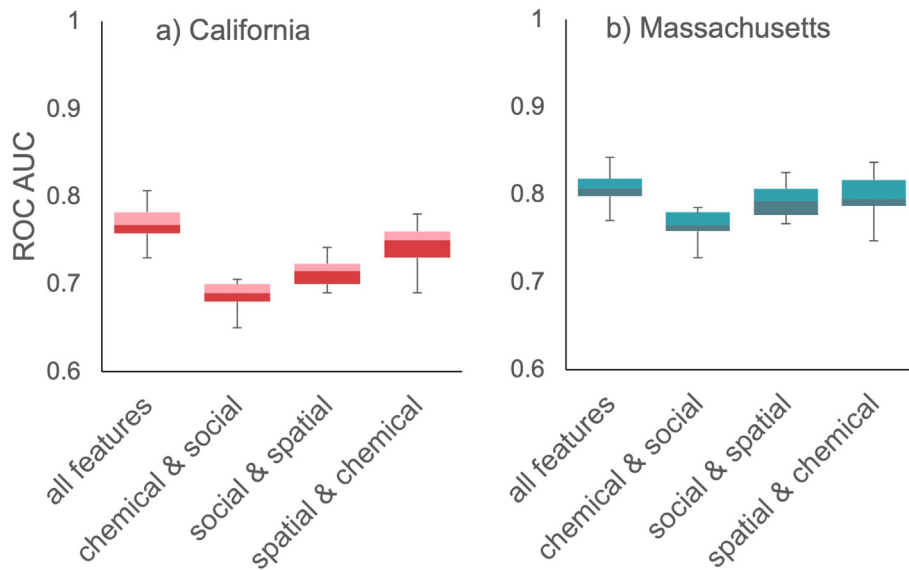 a) California
ROC AUC
1
0.9
0.8
0.7
0.6
all features
chemical & social
social & spatial
spatial & chemical
b) Massachusetts
1
0.9
0.8
0.7
0.6
all features
chemical & social
social & spatial
spatial & chemical